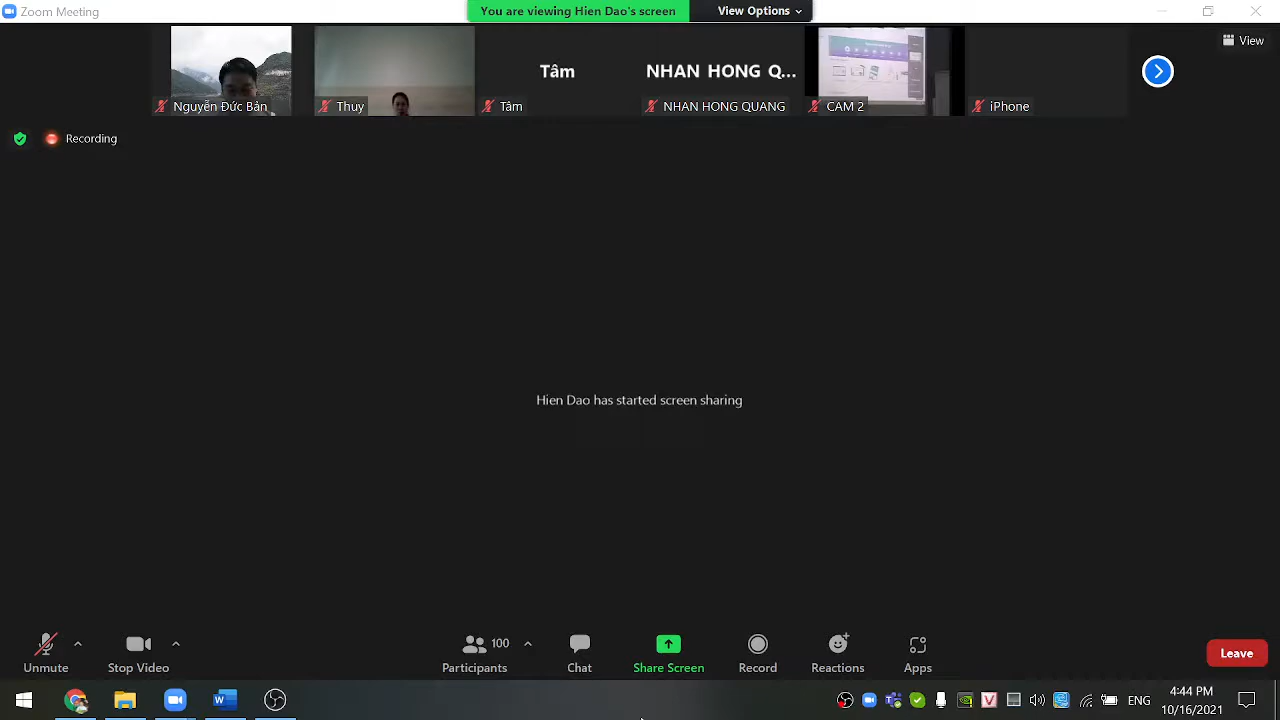 Zoom Meeting
You are viewing Hien Dao's screen
View Options
View
Tâm
NHAN HONG Q...
Nguyễn Đức Bản
Thuy
Tâm
NHAN HONG QUANG
CAM 2
iPhone
Recording
Hien Dao has started screen sharing
Unmute
Stop Video
Participants
100
Chat
Share Screen
Record
Reactions
Apps
Leave
ENG
4:44 PM
10/16/2021